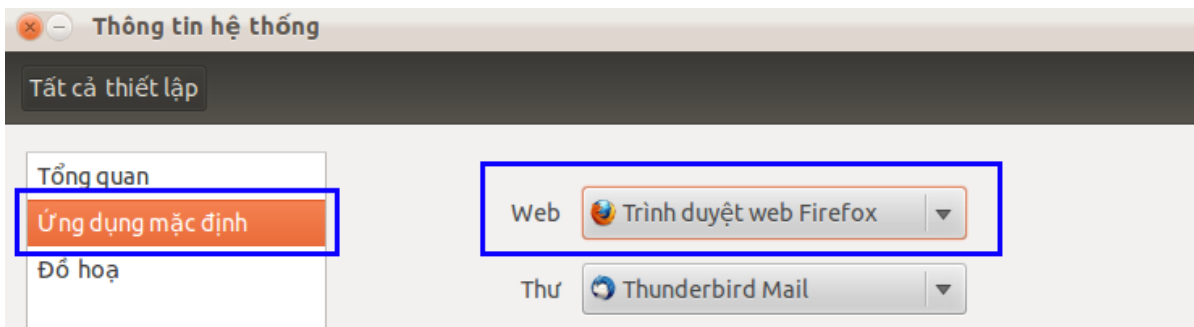 Thông tin hệ thống
Tất cả thiết lập
Tổng quan
Ứng dụng mặc định
Đồ hoạ
Web Trình duyệt web Firefox
Thư Thunderbird Mail